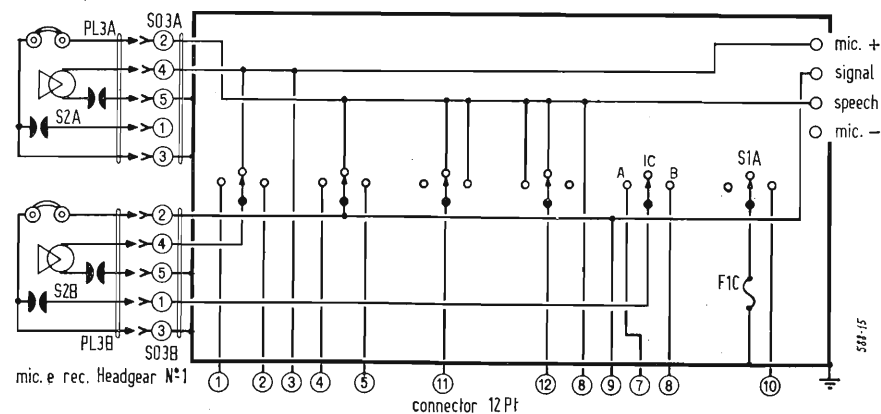 PL3A SO3A
2
4
5
S2A
1
3
mic. +
signal
speech
mic. –
A IC B
S1A
2
4
5
S2B
1
3
F1C
PL3B SO3B
mic. e rec. Headgear Nº1
1 2 3 4 5 11 12 8 9 7 8 10
connector 12 Pt
588-15